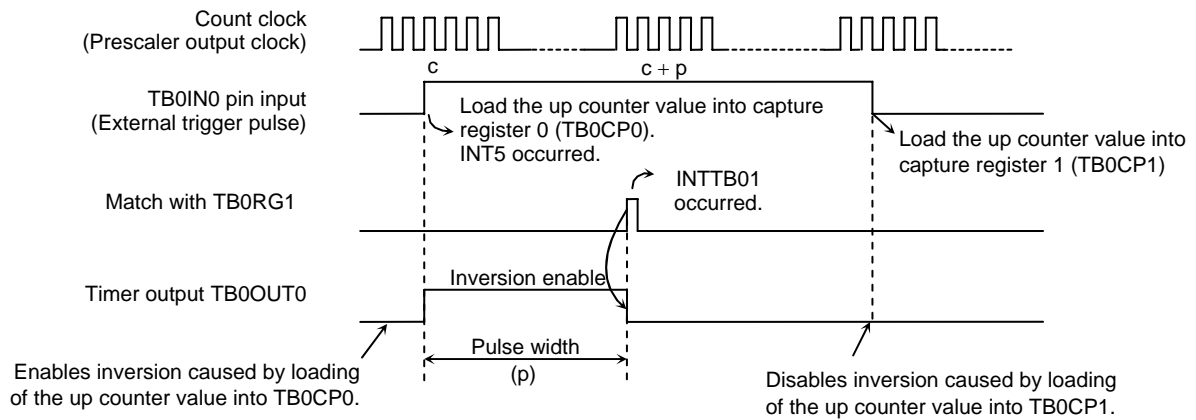 Count clock
(Prescaler output clock)
c
c + p
TB0IN0 pin input
(External trigger pulse)
Load the up counter value into capture
register 0 (TB0CP0).
INT5 occurred.
Load the up counter value into
capture register 1 (TB0CP1)
Match with TB0RG1
INTTB01
occurred.
Inversion enable
Timer output TB0OUT0
Pulse width
(p)
Enables inversion caused by loading
of the up counter value into TB0CP0.
Disables inversion caused by loading
of the up counter value into TB0CP1.